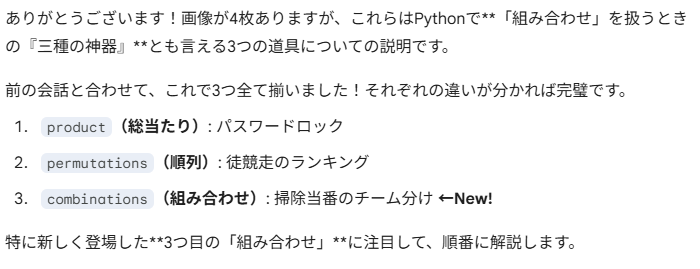 ありがとうございます！画像が4枚ありますが、これらはPythonで**「組み合わせ」を扱うとき
の『三種の神器』**とも言える3つの道具についての説明です。
前の会話と合わせて、これで3つ全て揃いました！それぞれの違いが分かれば完璧です。
1. product（総当たり）: パスワードロック
2. permutations（順列）: 徒競走のランキング
3. combinations（組み合わせ）: 掃除当番のチーム分け ←New!
特に新しく登場した**3つ目の「組み合わせ」**に注目して、順番に解説します。